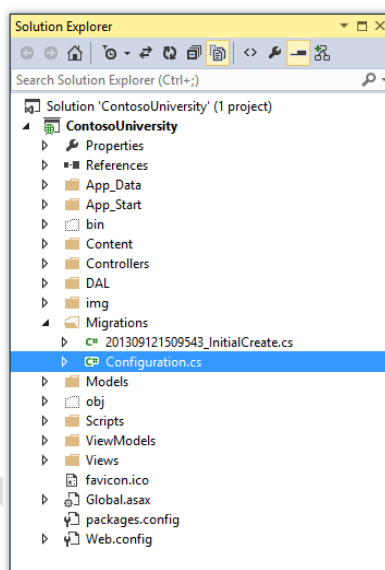 Solution Explorer
Search Solution Explorer (Ctrl+;)
Solution 'ContosoUniversity' (1 project)
ContosoUniversity
Properties
References
App_Data
App_Start
bin
Content
Controllers
DAL
img
Migrations
C# 201309121509543_InitialCreate.cs
C# Configuration.cs
Models
obj
Scripts
ViewModels
Views
favicon.ico
Global.asax
packages.config
Web.config